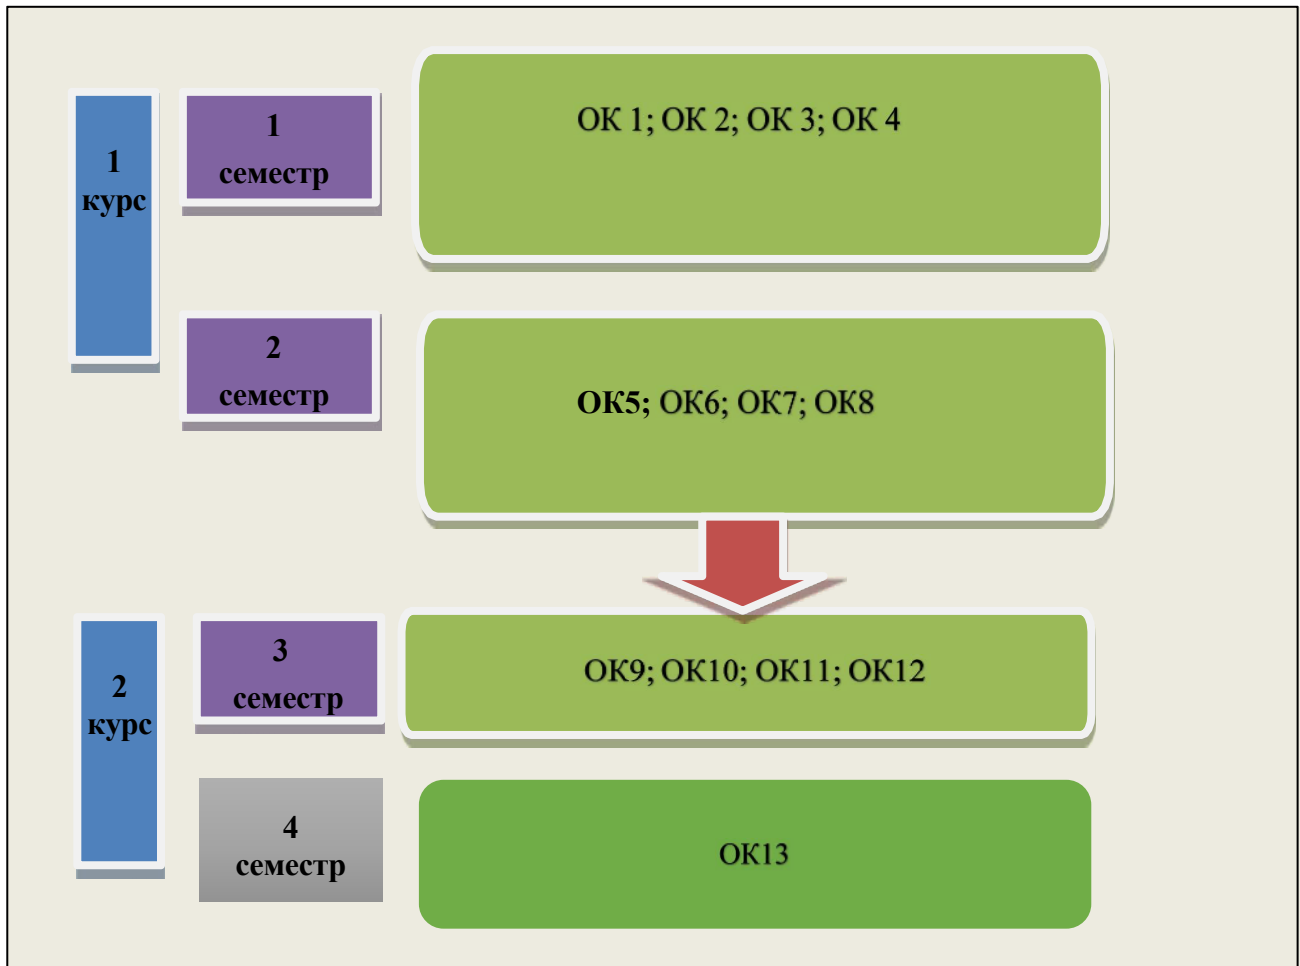 1
курс
1
семестр
ОК 1; ОК 2; ОК 3; ОК 4
2
семестр
ОК5; ОК6; ОК7; ОК8
2
курс
3
семестр
ОК9; ОК10; ОК11; ОК12
4
семестр
ОК13